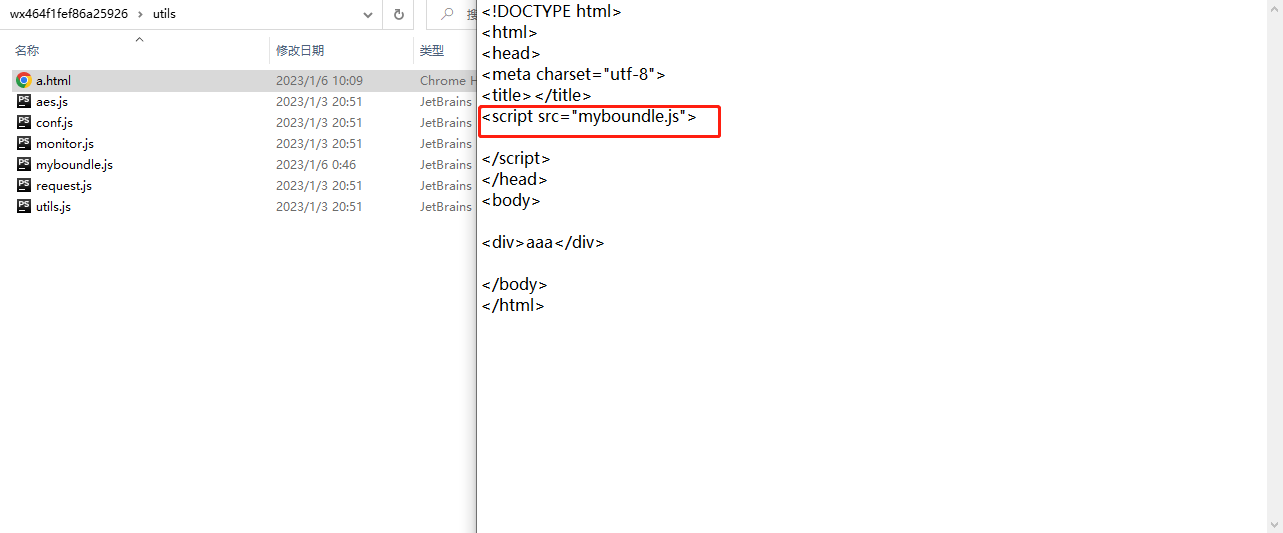 wx464f1fef86a25926 › utils
搜
名称 修改日期 类型
a.html 2023/1/6 10:09 Chrome H
aes.js 2023/1/3 20:51 JetBrains
conf.js 2023/1/3 20:51 JetBrains
monitor.js 2023/1/3 20:51 JetBrains
myboundle.js 2023/1/6 0:46 JetBrains
request.js 2023/1/3 20:51 JetBrains
utils.js 2023/1/3 20:51 JetBrains
<!DOCTYPE html>
<html>
<head>
<meta charset="utf-8">
<title></title>
<script src="myboundle.js">
</script>
</head>
<body>
<div>aaa</div>
</body>
</html>